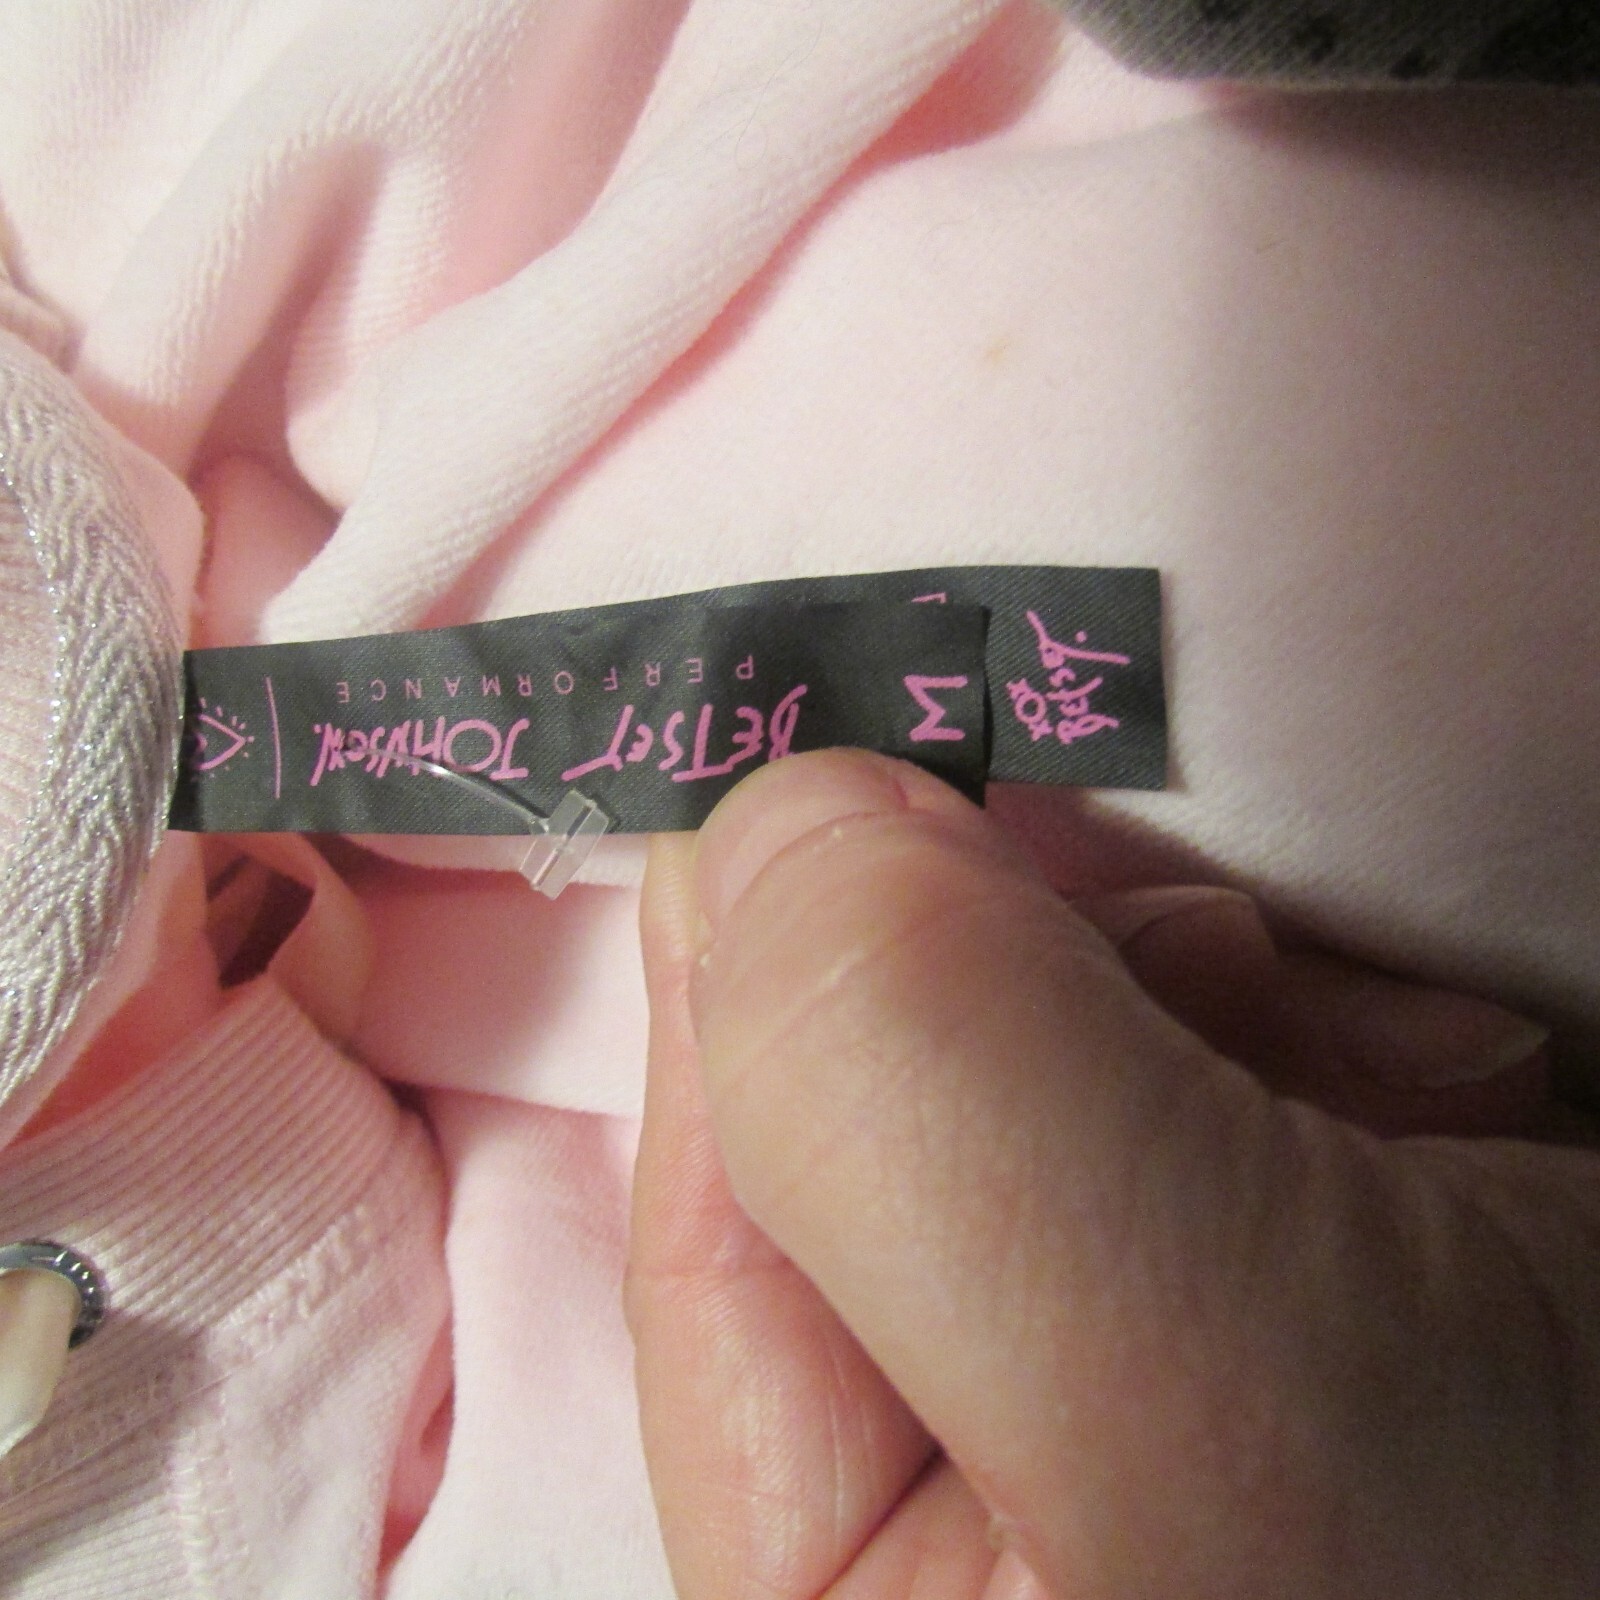 BETSEY JOHNSON.
PERFORMANCE
M
XOX
BETSEY.